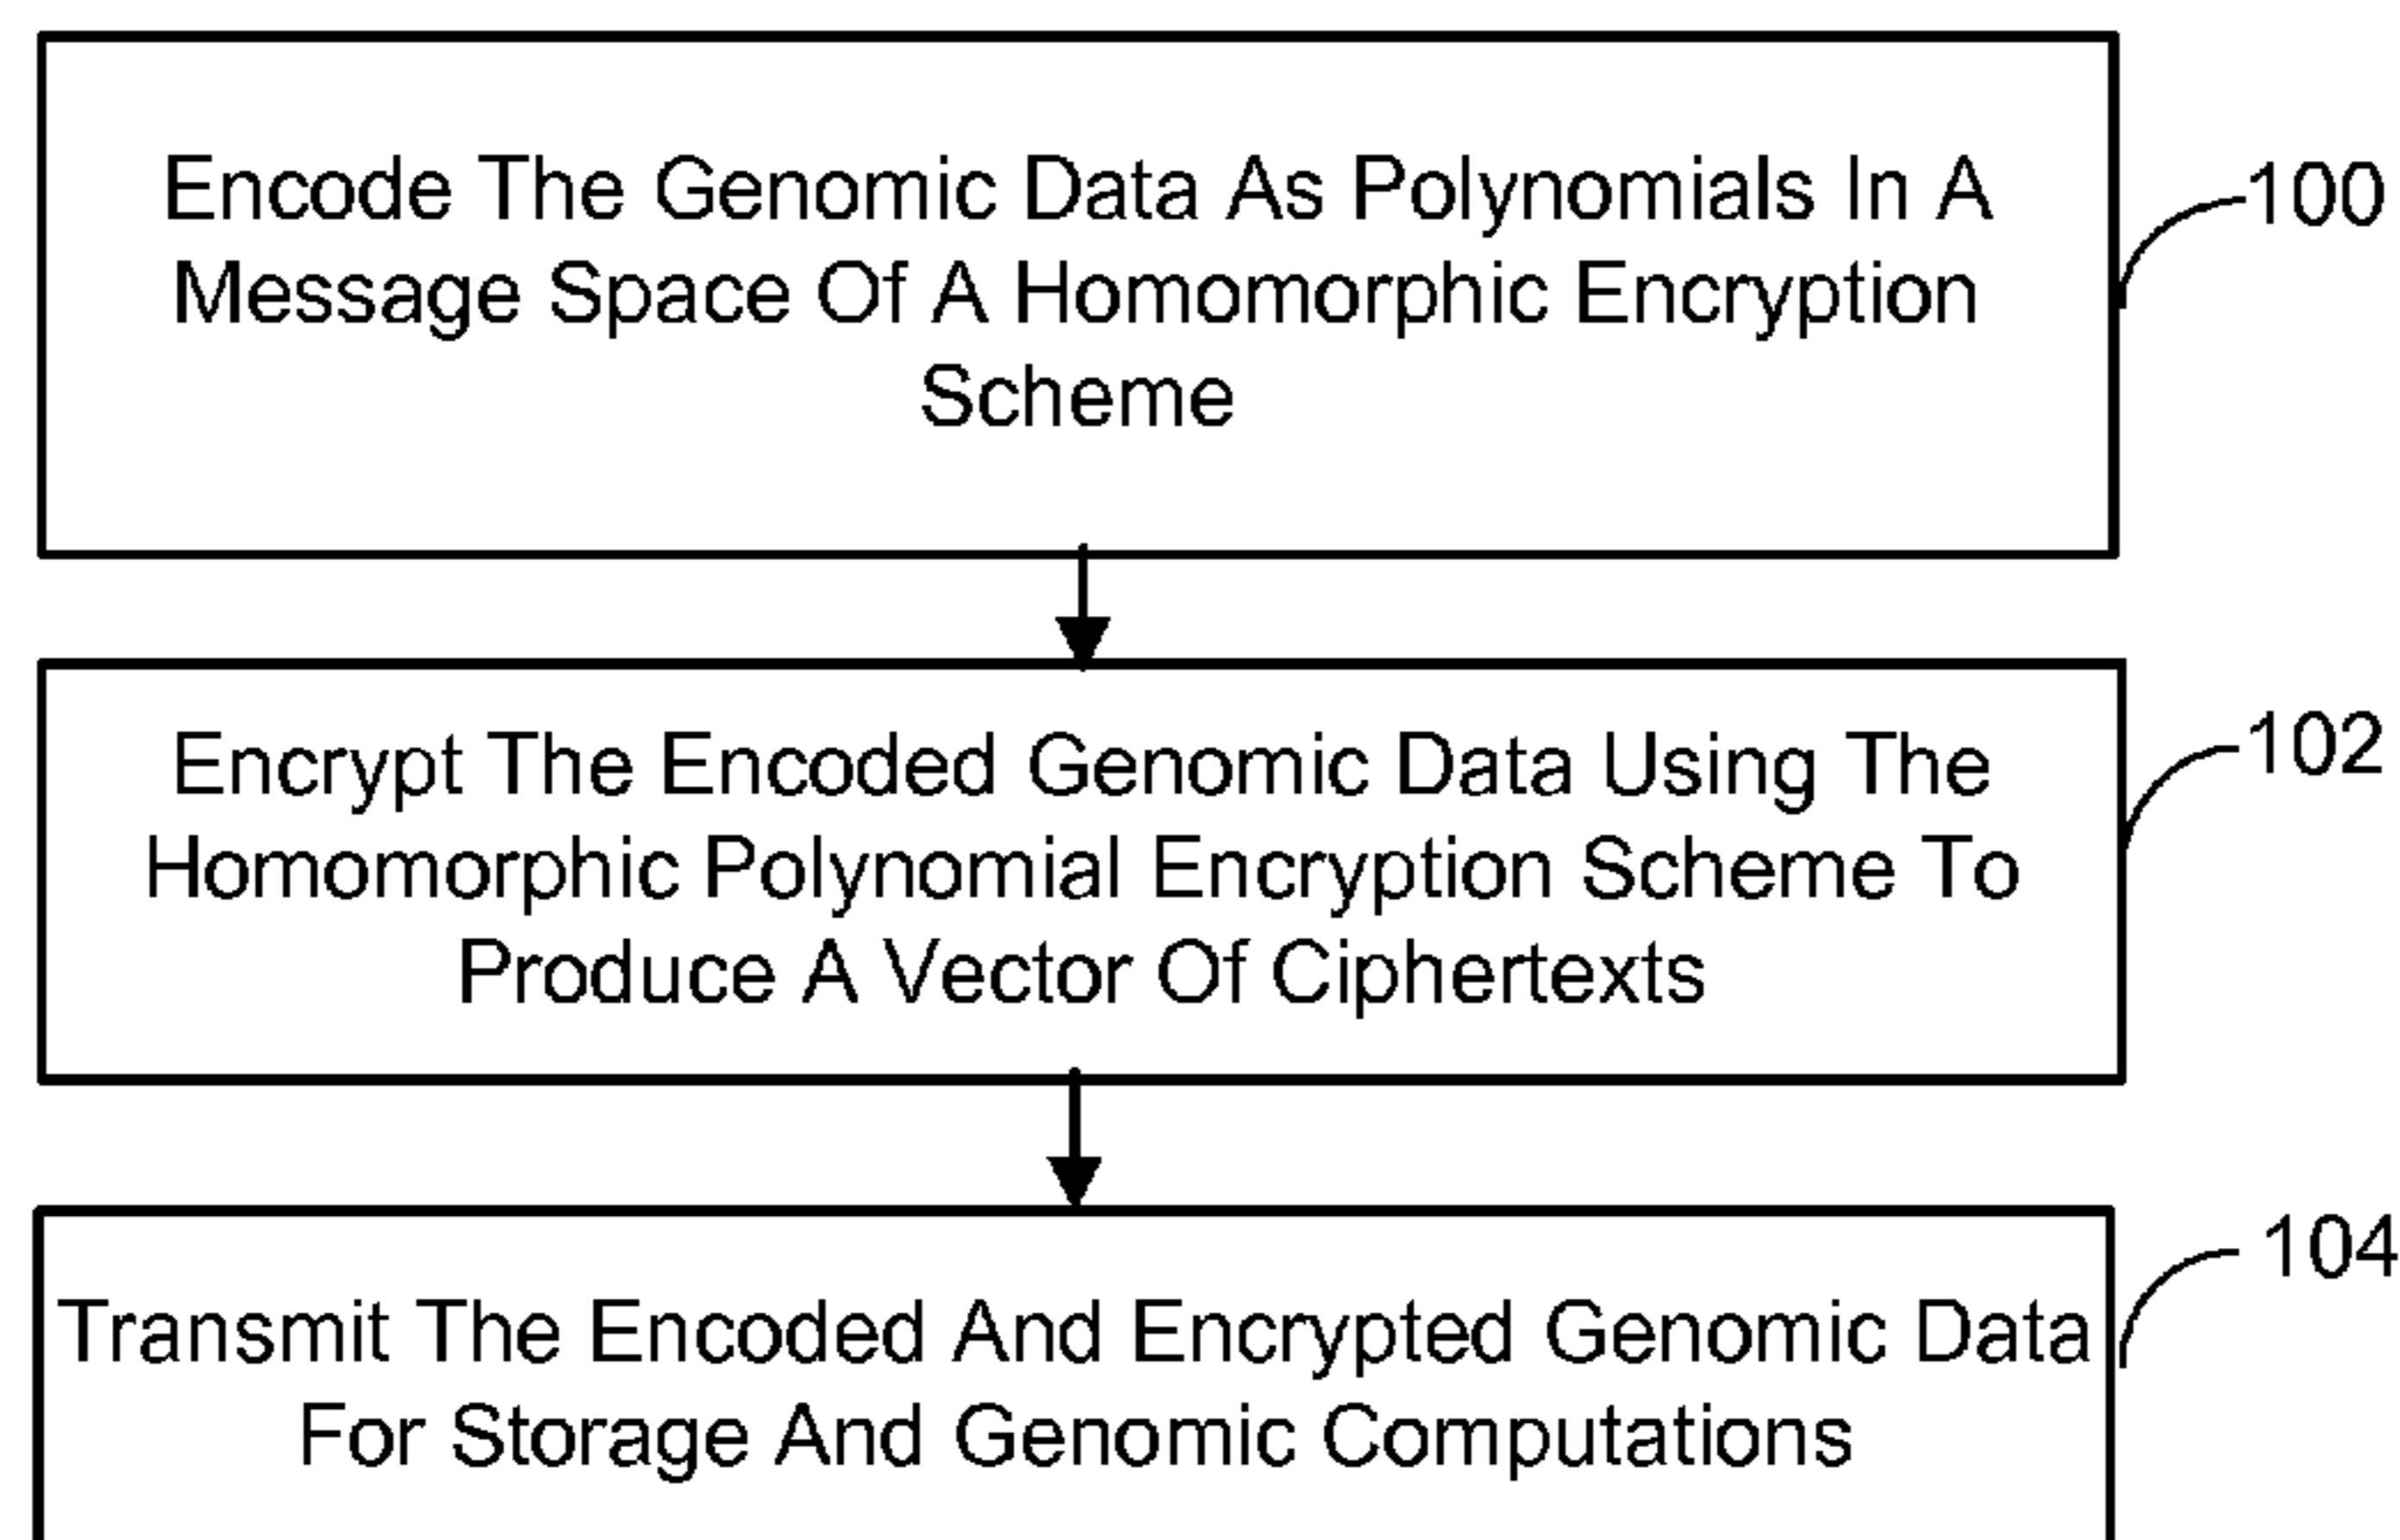 Encode The Genomic Data As Polynomials In A
Message Space Of A Homomorphic Encryption
Scheme
100
Encrypt The Encoded Genomic Data Using The
Homomorphic Polynomial Encryption Scheme To
Produce A Vector Of Ciphertexts
102
Transmit The Encoded And Encrypted Genomic Data
For Storage And Genomic Computations
104